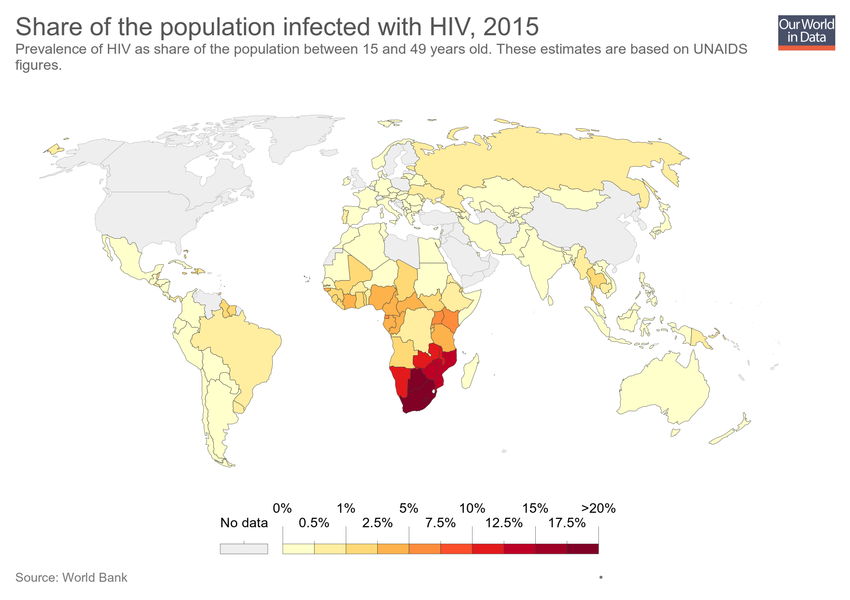 Share of the population infected with HIV, 2015
Prevalence of HIV as share of the population between 15 and 49 years old. These estimates are based on UNAIDS
figures.
Our World
in Data
0% 1% 5% 10% 15% >20%
No data 0.5% 2.5% 7.5% 12.5% 17.5%
Source: World Bank